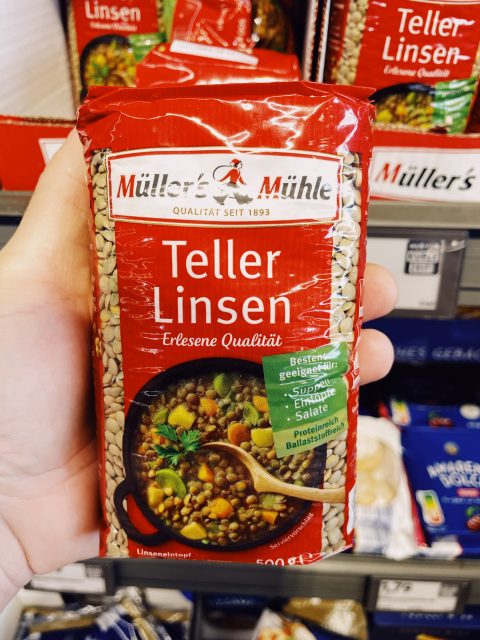 Teller
Linsen
Erlesene Qualität
Müller's
Müller's Mühle
QUALITÄT SEIT 1893
Teller
Linsen
Erlesene Qualität
Bestens
geeignet für:
· Suppen
· Eintöpfe
· Salate
Proteinreich
Ballaststoffreich
Serviervorschlag
Linseneintopf
500 g